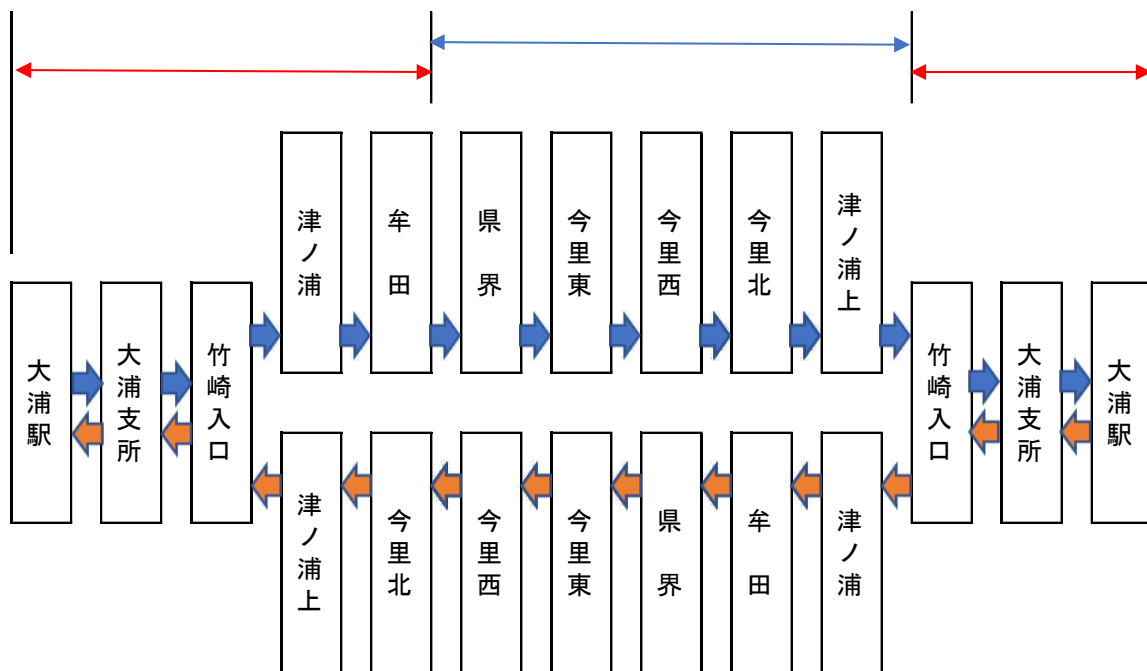 津ノ浦
牟田
県界
今里東
今里西
今里北
津ノ浦上
大浦駅
大浦支所
竹崎入口
竹崎入口
大浦支所
大浦駅
津ノ浦上
今里北
今里西
今里東
県界
牟田
津ノ浦